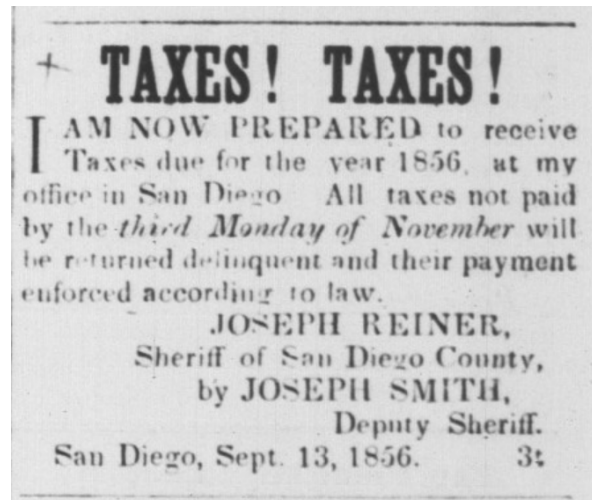 TAXES! TAXES!
I AM NOW PREPARED to receive
Taxes due for the year 1856, at my
office in San Diego All taxes not paid
by the third Monday of November will
be returned delinquent and their payment
enforced according to law.
JOSEPH REINER,
Sheriff of San Diego County,
by JOSEPH SMITH,
Deputy Sheriff.
San Diego, Sept. 13, 1856. 3t